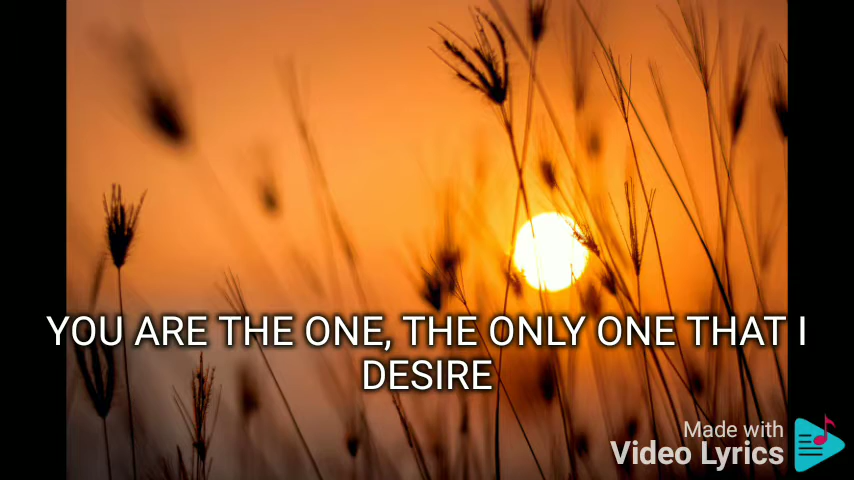 YOU ARE THE ONE, THE ONLY ONE THAT I
DESIRE
Made with
Video Lyrics